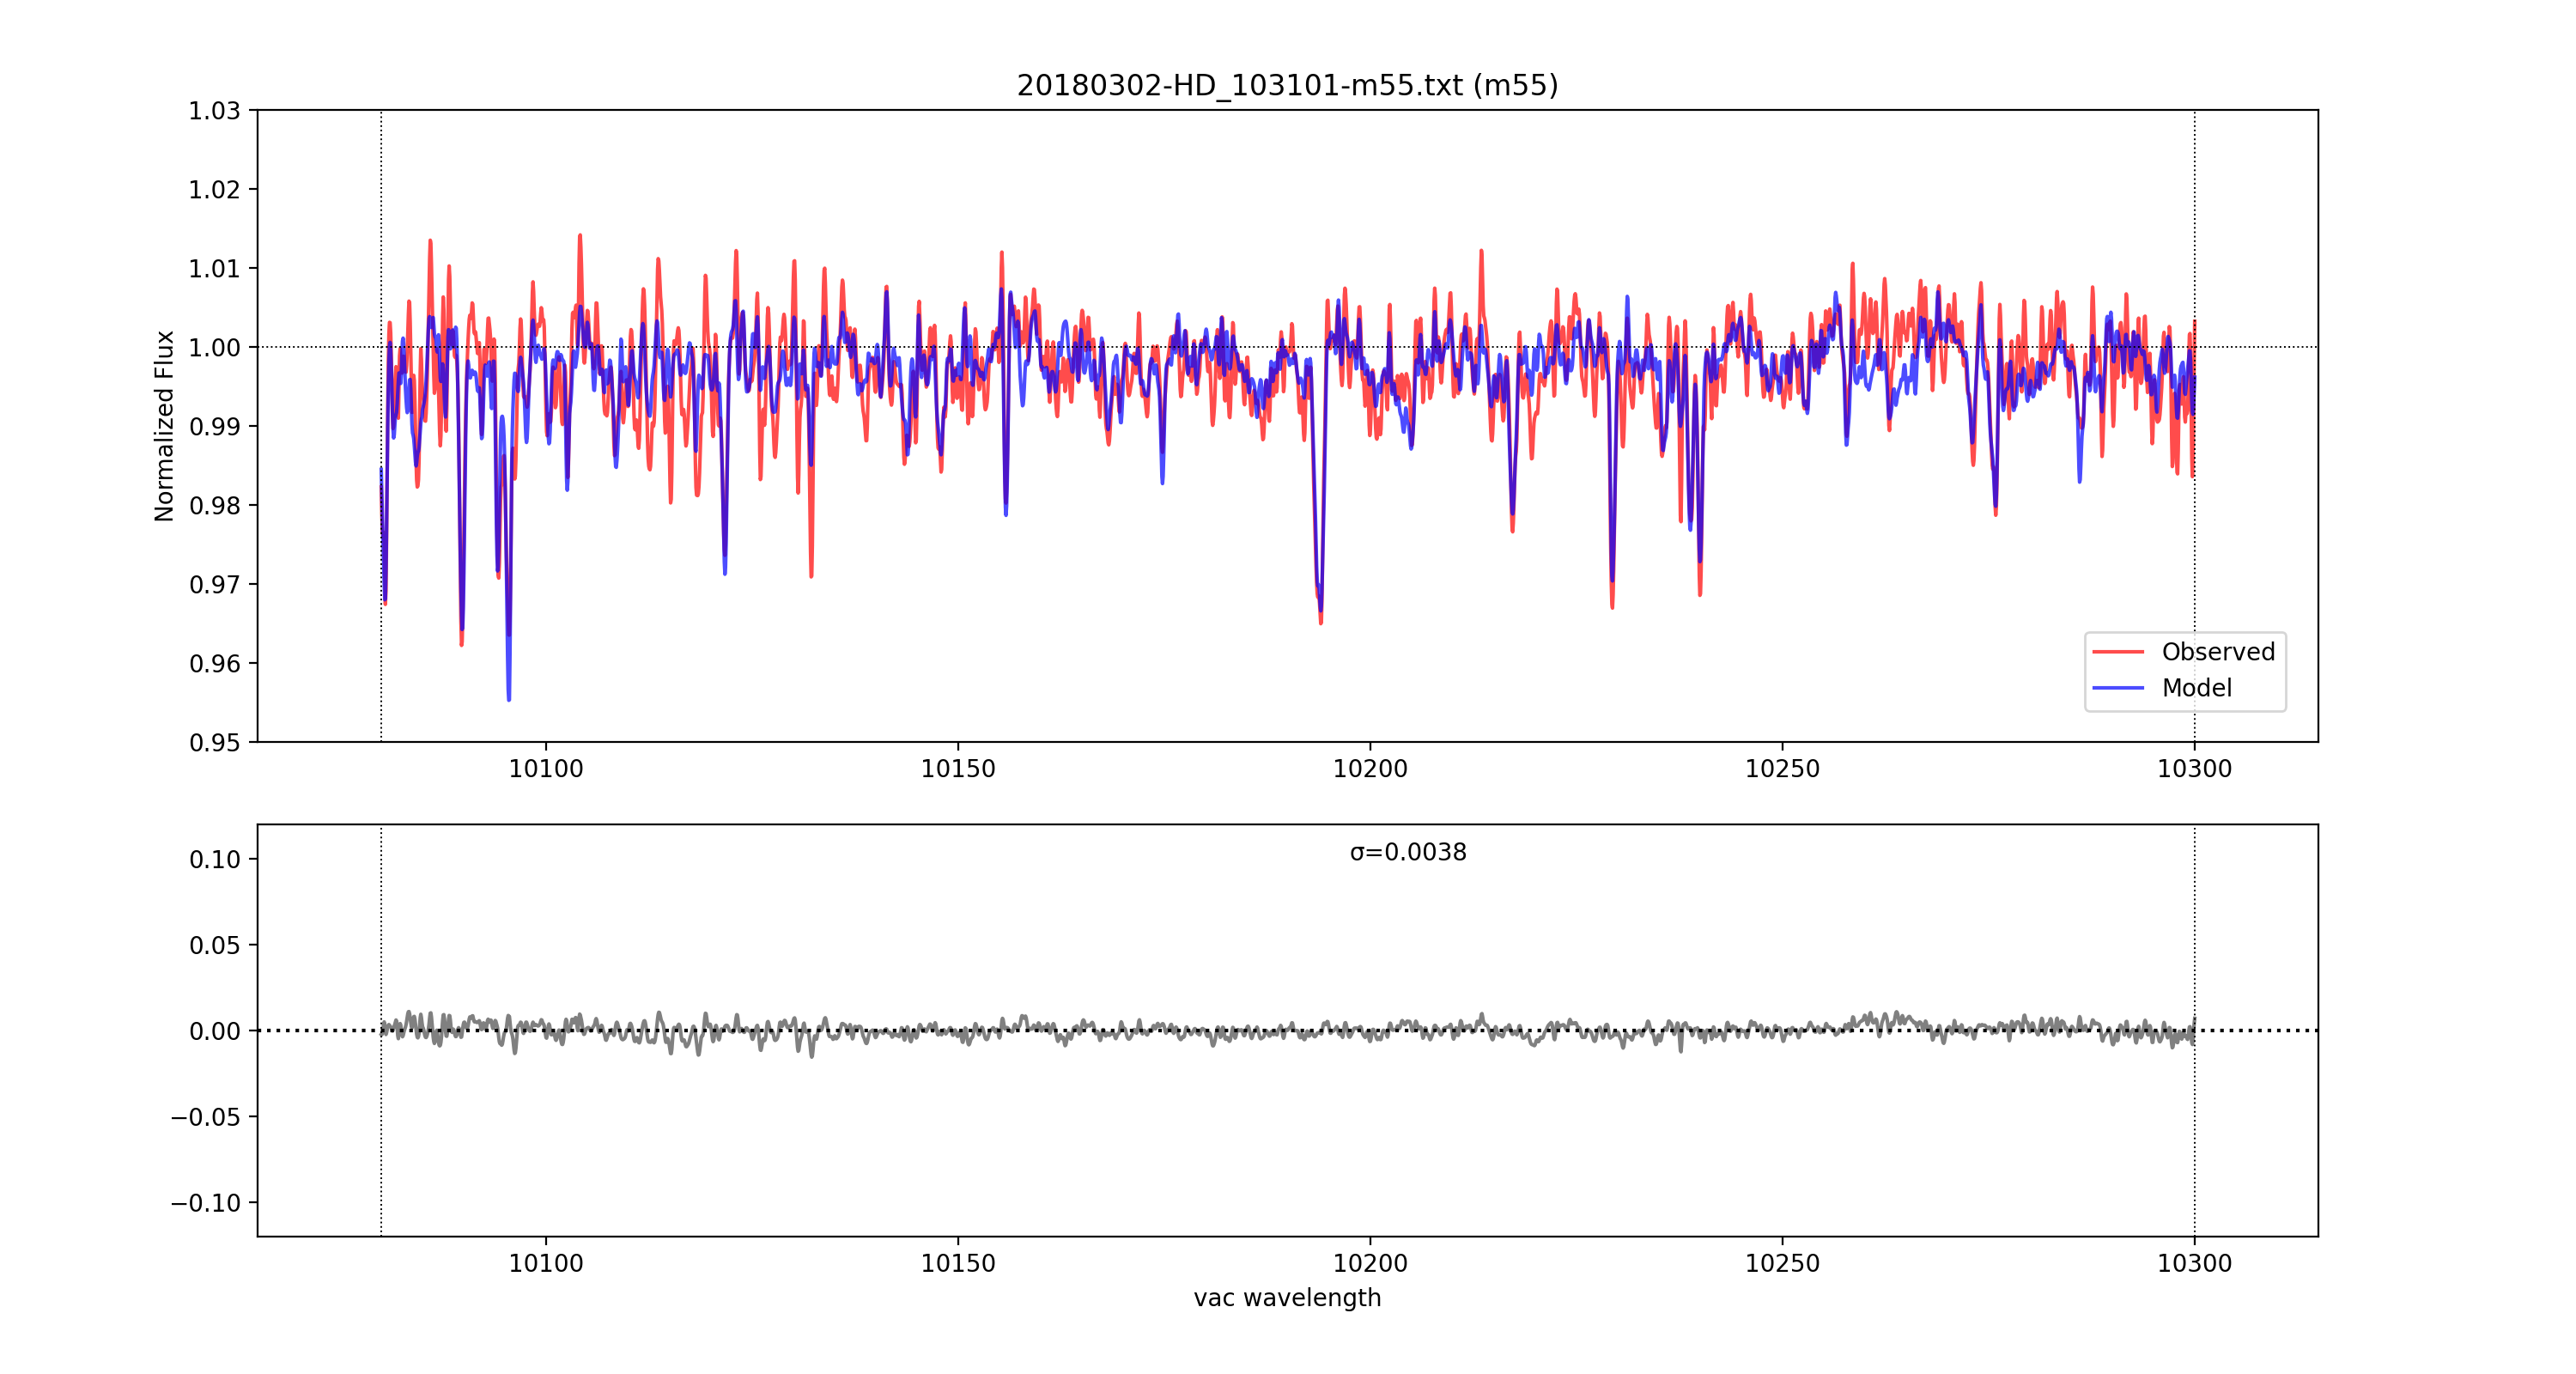 20180302-HD_103101-m55.txt (m55)
1.03
1.02
1.01
1.00
0.99
0.98
0.97
0.96
0.95
Normalized Flux
Observed
Model
10100 10150 10200 10250 10300
σ=0.0038
0.10
0.05
0.00
−0.05
−0.10
10100 10150 10200 10250 10300
vac wavelength